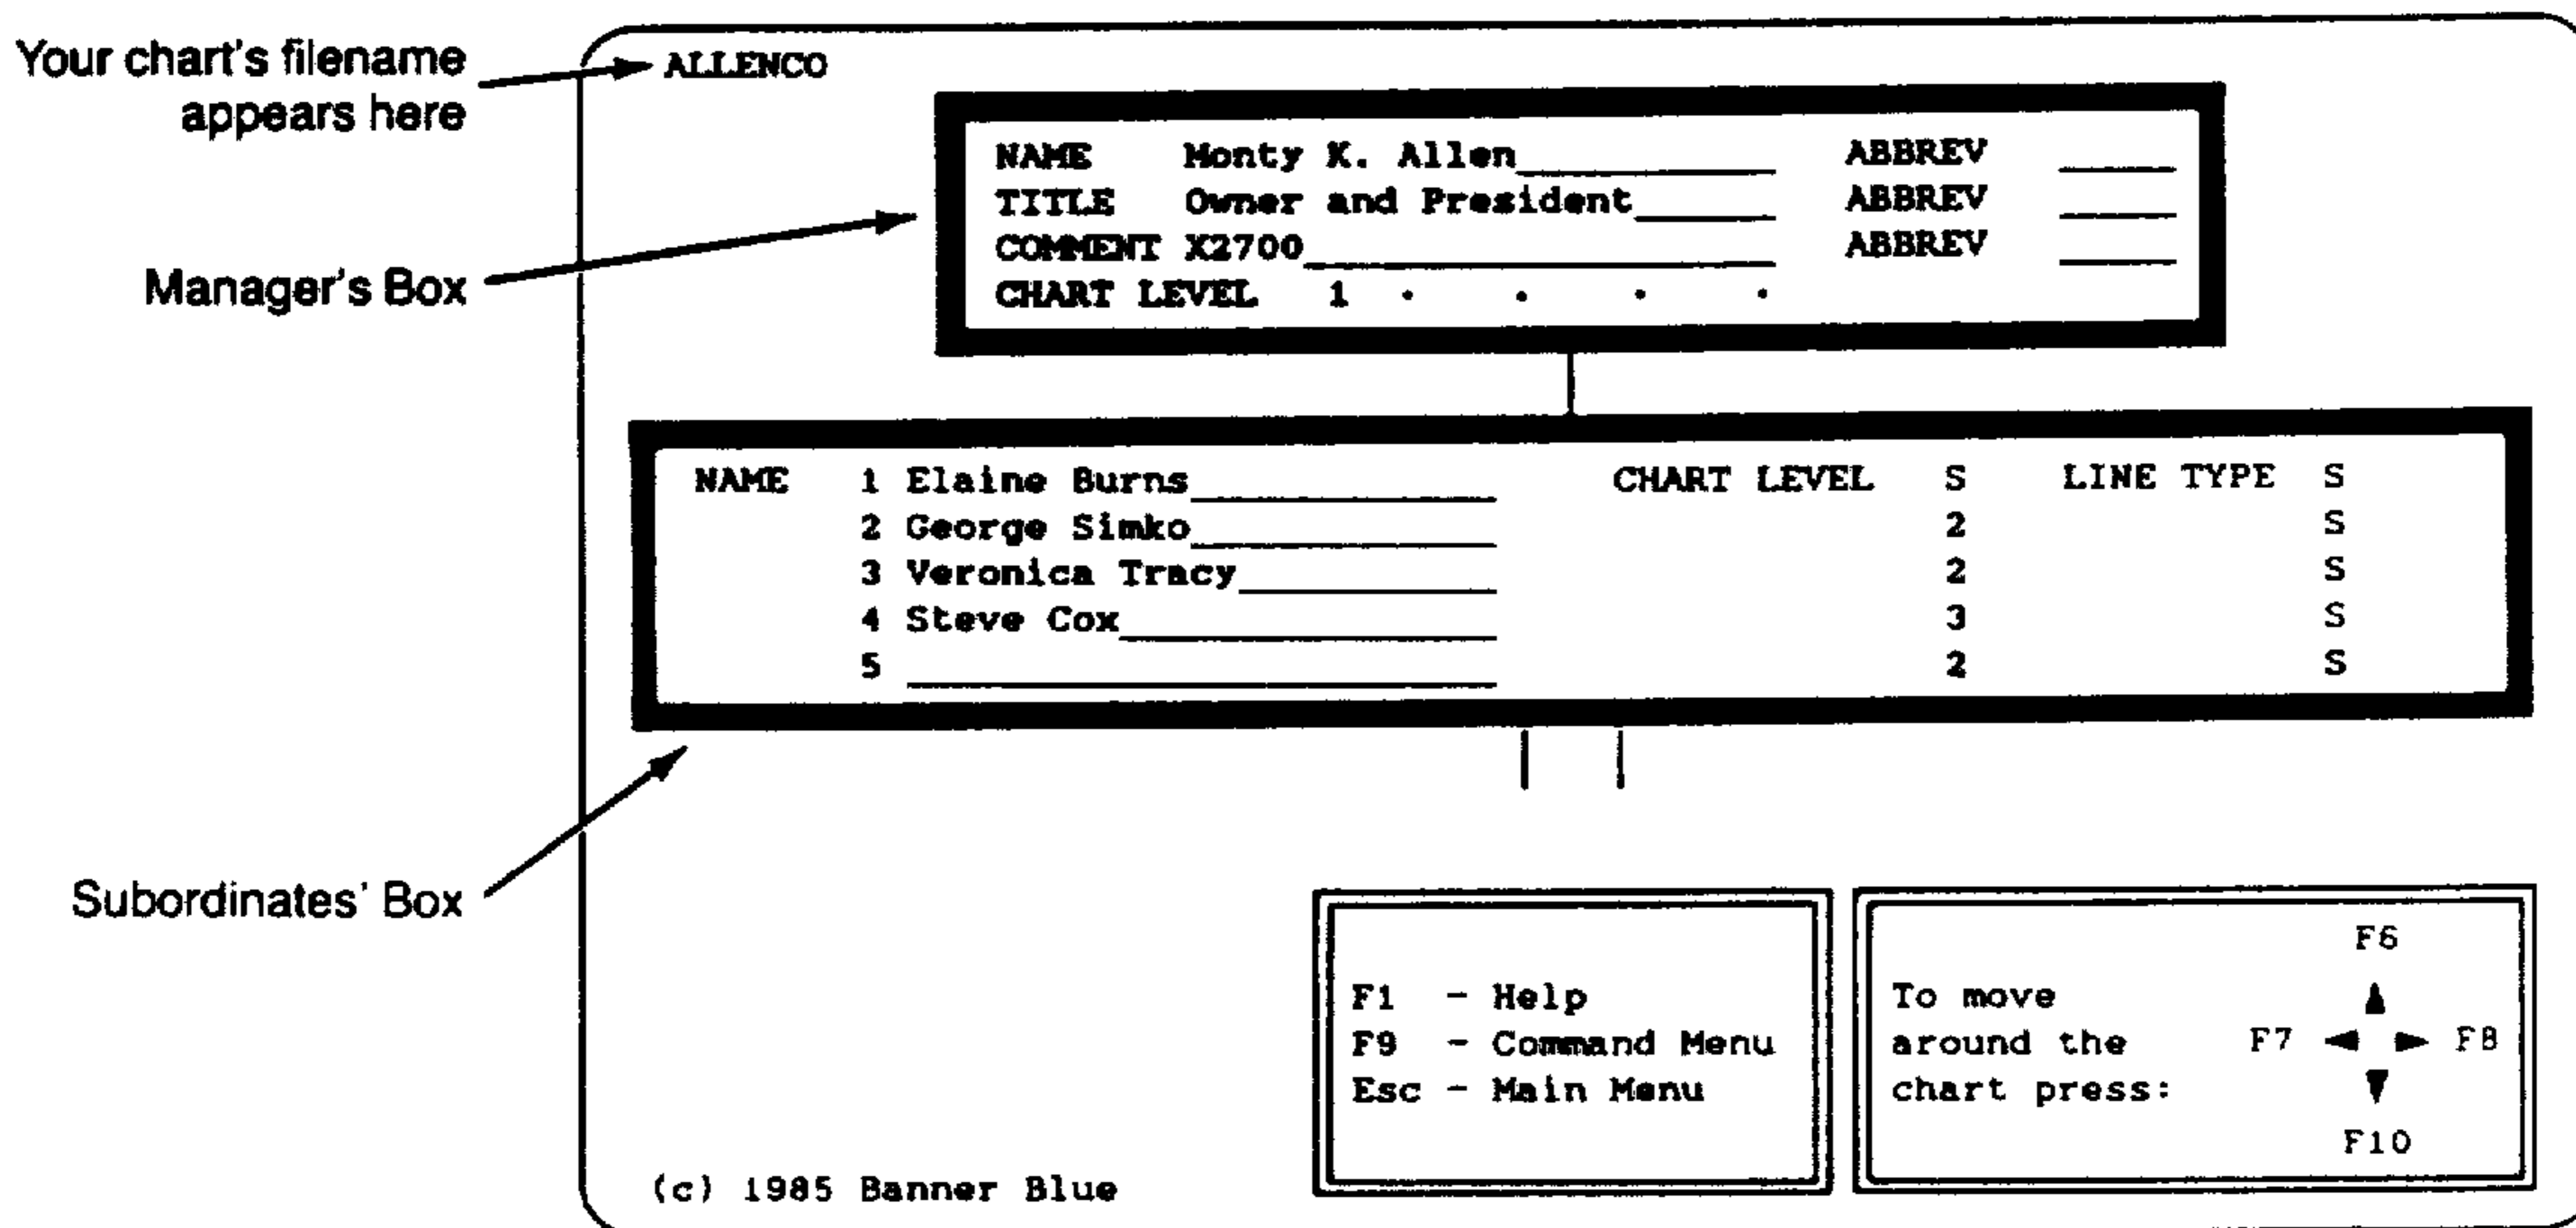 Your chart's filename
appears here
ALLENCO
Manager's Box
NAME Monty K. Allen ABBREV
TITLE Owner and President ABBREV
COMMENT X2700 ABBREV
CHART LEVEL 1 . . . .
NAME 1 Elaine Burns CHART LEVEL S LINE TYPE S
2 George Simko 2 S
3 Veronica Tracy 2 S
4 Steve Cox 3 S
5 2 S
Subordinates' Box
F1 - Help
F9 - Command Menu
Esc - Main Menu
To move
around the
chart press:
F6
F7 ◄ ► F8
F10
(c) 1985 Banner Blue